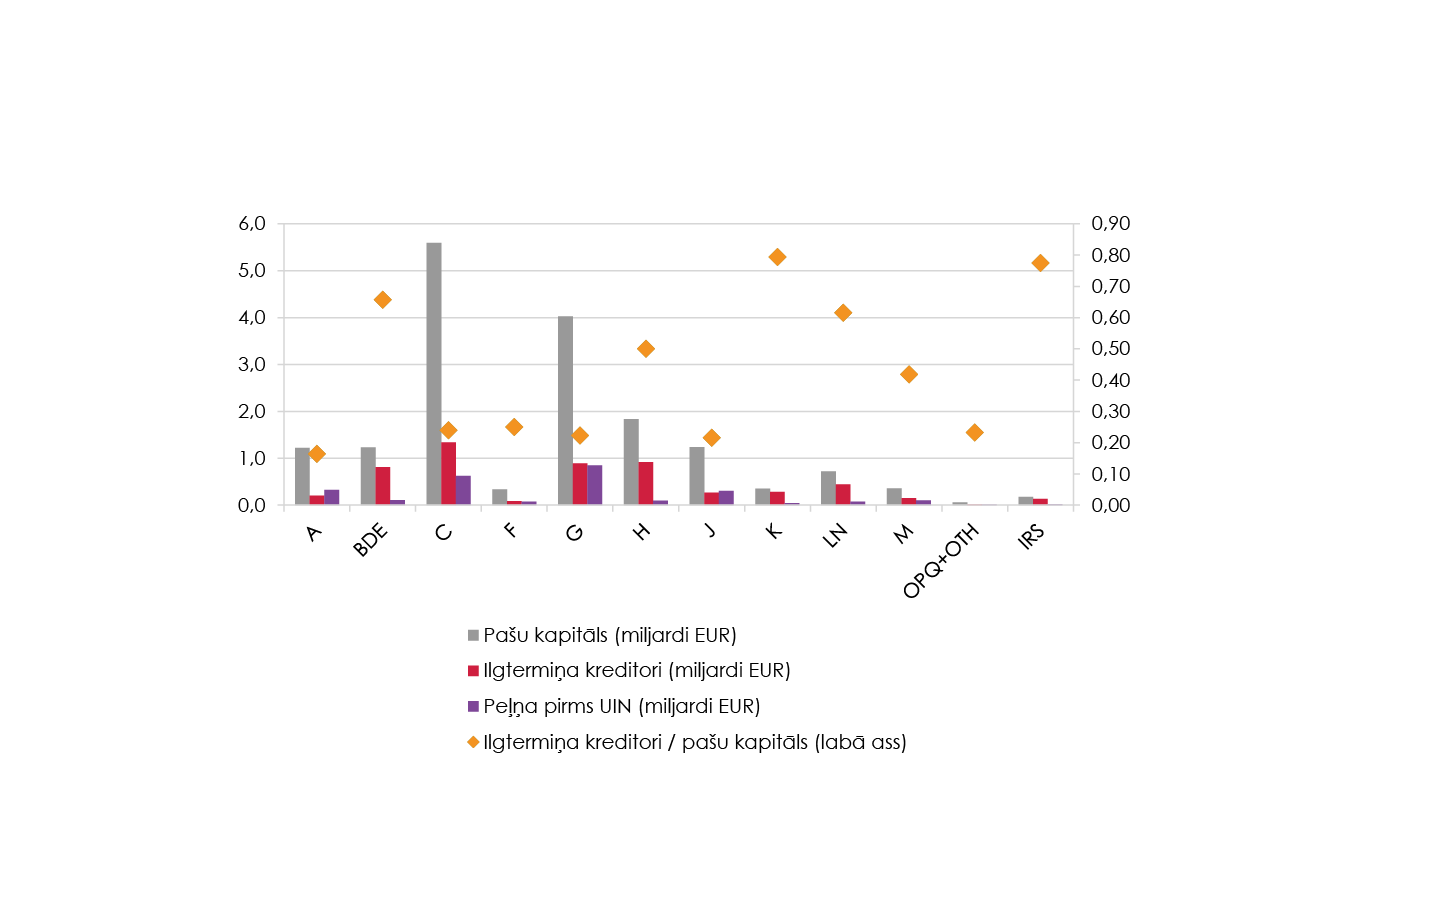 6,0
5,0
4,0
3,0
2,0
1,0
0,0
0,90
0,80
0,70
0,60
0,50
0,40
0,30
0,20
0,10
0,00
A
BDE
C
F
G
H
J
K
LN
M
OPQ+OTH
IRS
Pašu kapitāls (miljardi EUR)
Ilgtermiņa kreditori (miljardi EUR)
Peļņa pirms UIN (miljardi EUR)
Ilgtermiņa kreditori / pašu kapitāls (labā ass)